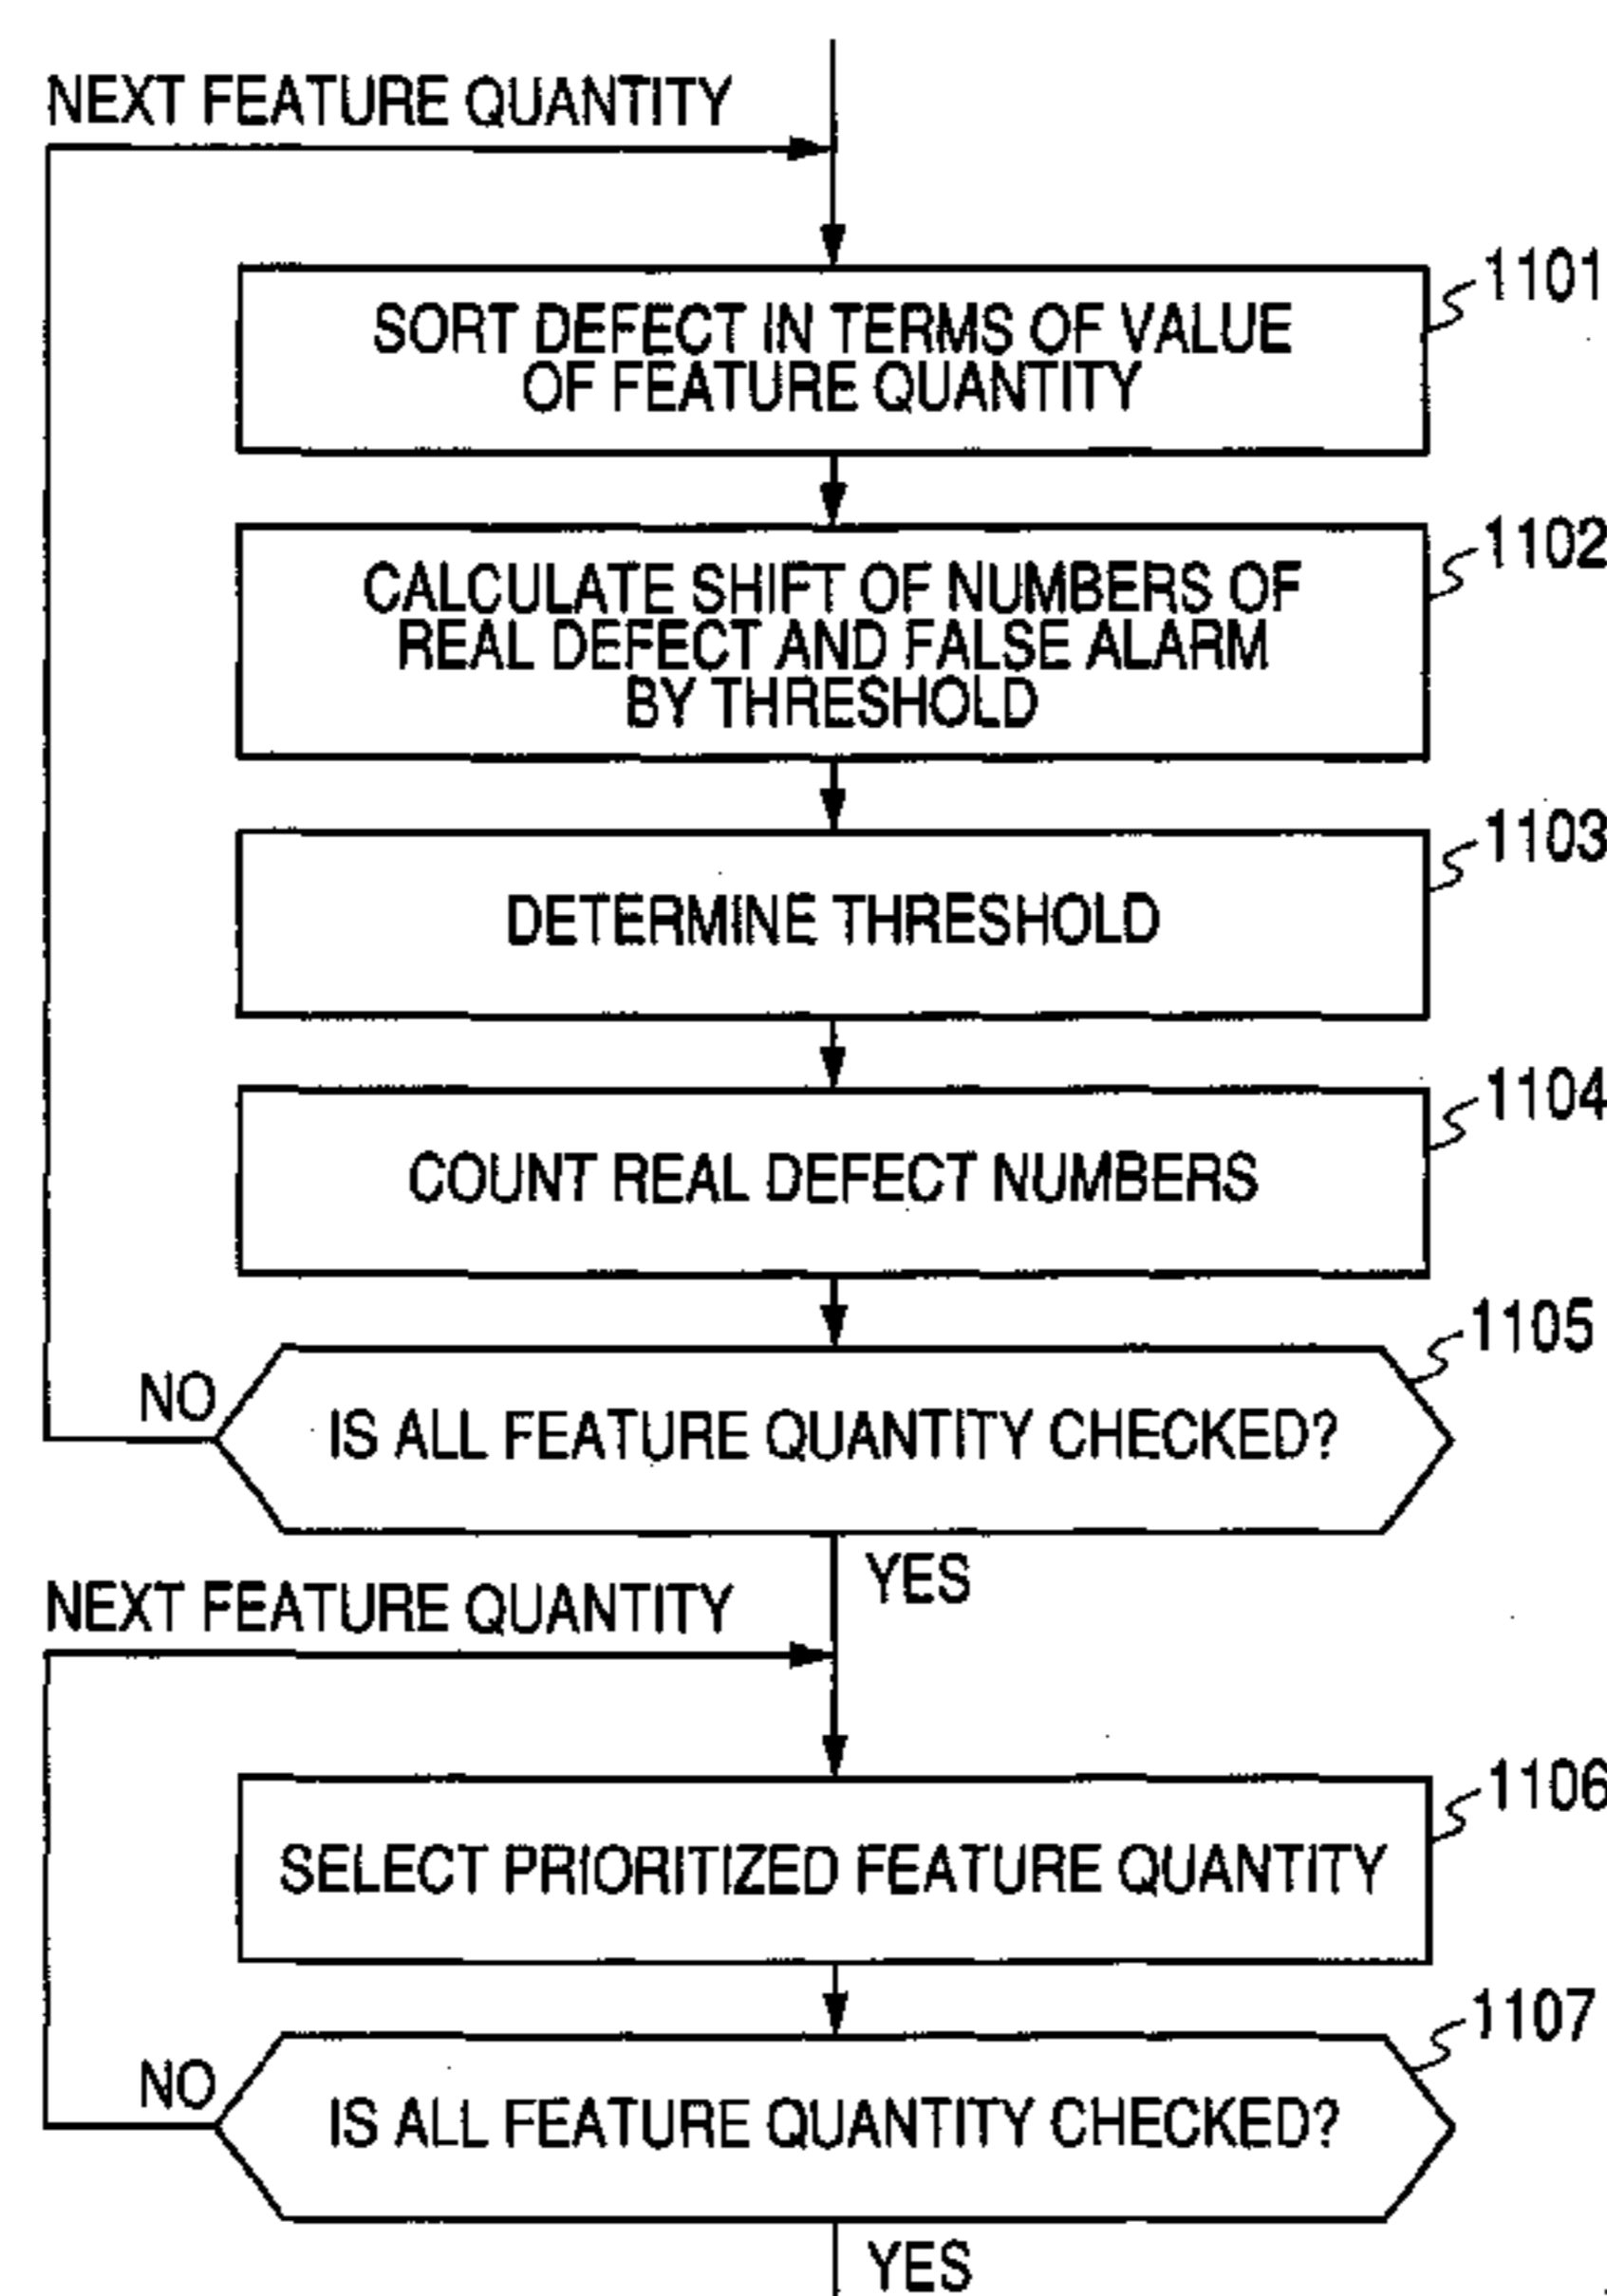 NEXT FEATURE QUANTITY
1101
SORT DEFECT IN TERMS OF VALUE
OF FEATURE QUANTITY
1102
CALCULATE SHIFT OF NUMBERS OF
REAL DEFECT AND FALSE ALARM
BY THRESHOLD
1103
DETERMINE THRESHOLD
1104
COUNT REAL DEFECT NUMBERS
1105
NO
IS ALL FEATURE QUANTITY CHECKED?
YES
NEXT FEATURE QUANTITY
1106
SELECT PRIORITIZED FEATURE QUANTITY
1107
NO
IS ALL FEATURE QUANTITY CHECKED?
YES